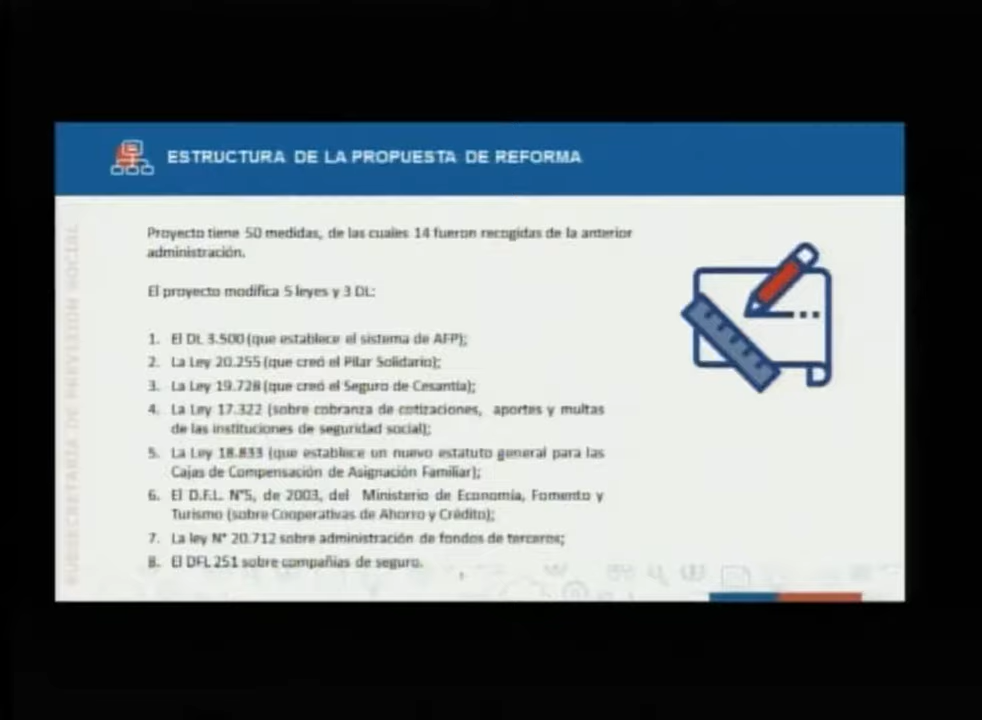 ESTRUCTURA DE LA PROPUESTA DE REFORMA
SUBSECRETARÍA DE PREVISIÓN SOCIAL
Proyecto tiene 50 medidas, de las cuales 14 fueron recogidas de la anterior
administración.
El proyecto modifica 5 leyes y 3 DL:
1. El DL 3.500 (que establece el sistema de AFP);
2. La Ley 20.255 (que creó el Pilar Solidario);
3. La Ley 19.728 (que creó el Seguro de Cesantía);
4. La Ley 17.322 (sobre cobranza de cotizaciones, aportes y multas
de las instituciones de seguridad social);
5. La Ley 18.833 (que establece un nuevo estatuto general para las
Cajas de Compensación de Asignación Familiar);
6. El D.F.L. N°5, de 2003, del Ministerio de Economía, Fomento y
Turismo (sobre Cooperativas de Ahorro y Crédito);
7. La ley N° 20.712 sobre administración de fondos de terceros;
8. El DFL 251 sobre compañías de seguro.